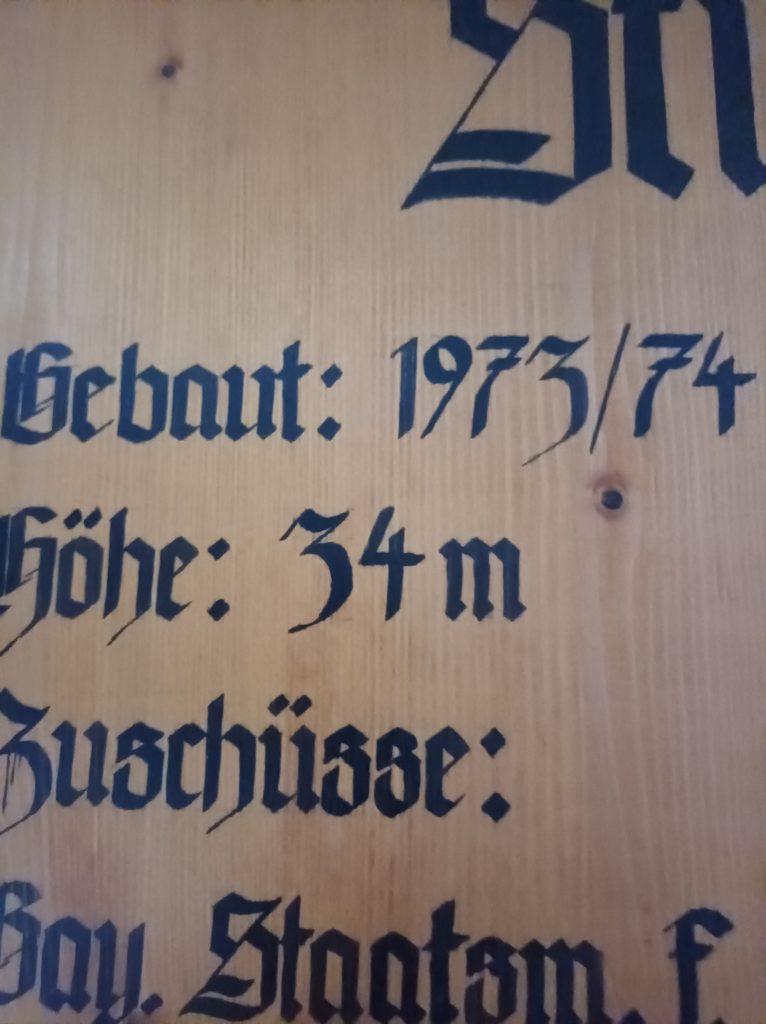 Gebaut: 1973/74
Höhe: 34 m
Zuschüsse:
Bay. Staatsm. f.